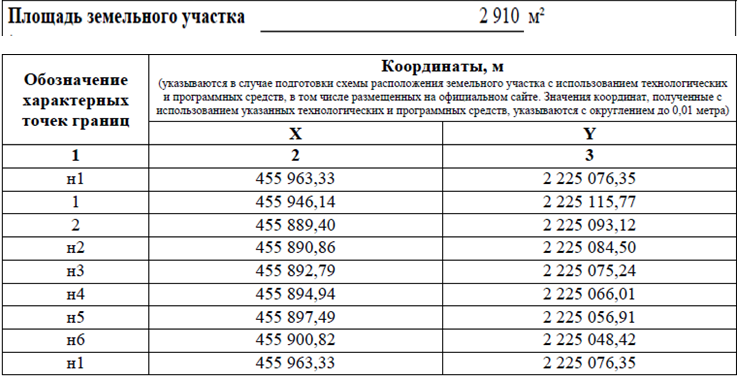 Площадь земельного участка 2 910 м²
Обозначение характерных точек границ
Координаты, м
(указываются в случае подготовки схемы расположения земельного участка с использованием технологических
и программных средств, в том числе размещенных на официальном сайте. Значения координат, полученные с
использованием указанных технологических и программных средств, указываются с округлением до 0,01 метра)
X Y
1 2 3
н1 455 963,33 2 225 076,35
1 455 946,14 2 225 115,77
2 455 889,40 2 225 093,12
н2 455 890,86 2 225 084,50
н3 455 892,79 2 225 075,24
н4 455 894,94 2 225 066,01
н5 455 897,49 2 225 056,91
н6 455 900,82 2 225 048,42
н1 455 963,33 2 225 076,35